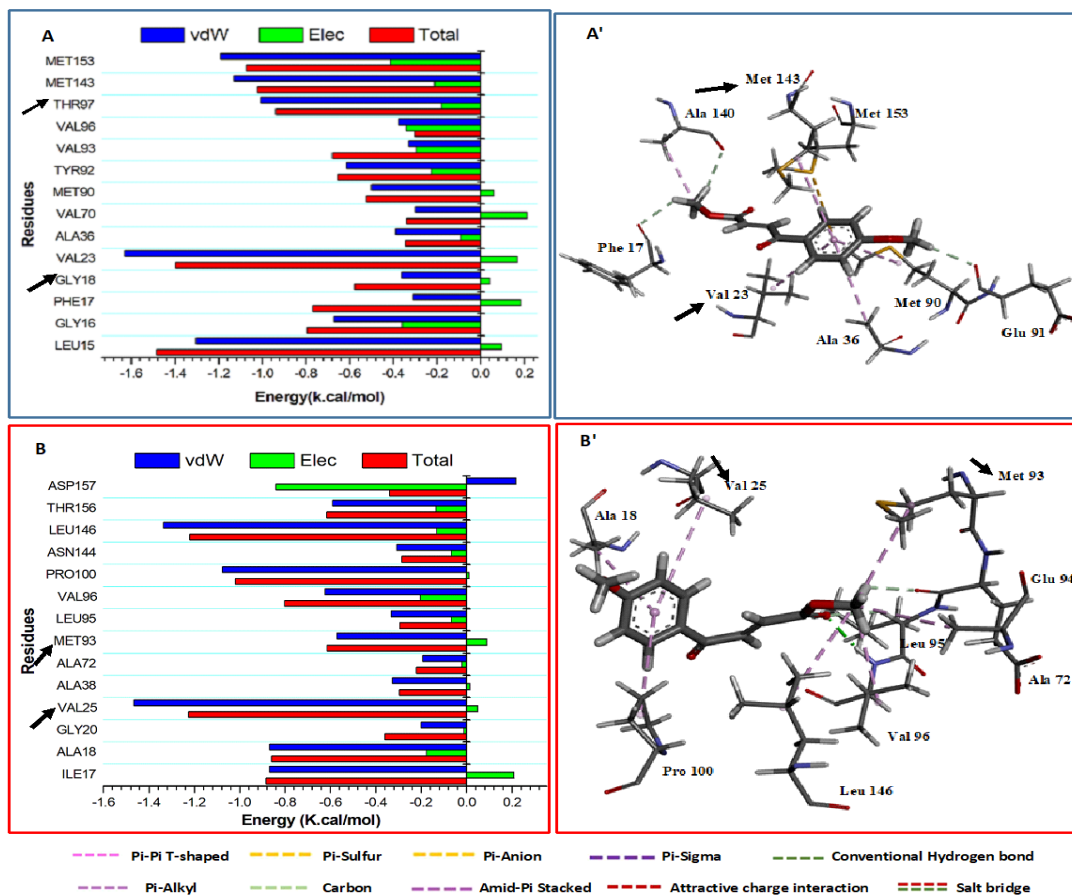 A
vdW Elec Total
MET153
MET143
THR97
VAL96
VAL93
TYR92
MET90
VAL70
ALA36
VAL23
GLY18
PHE17
GLY16
LEU15
Residues
-1.6 -1.4 -1.2 -1.0 -0.8 -0.6 -0.4 -0.2 0.0 0.2
Energy(k.cal/mol)
A'
Met 143
Ala 140
Met 153
Phe 17
Val 23
Met 90
Glu 91
Ala 36
B
vdW Elec Total
ASP157
THR156
LEU146
ASN144
PRO100
VAL96
LEU95
MET93
ALA72
ALA38
VAL25
GLY20
ALA18
ILE17
Residues
-1.6 -1.4 -1.2 -1.0 -0.8 -0.6 -0.4 -0.2 0.0 0.2
Energy (K.cal/mol)
B'
Val 25
Met 93
Ala 18
Glu 94
Leu 95
Ala 72
Val 96
Pro 100
Leu 146
Pi-Pi T-shaped Pi-Sulfur Pi-Anion Pi-Sigma Conventional Hydrogen bond
Pi-Alkyl Carbon Amid-Pi Stacked Attractive charge interaction Salt bridge